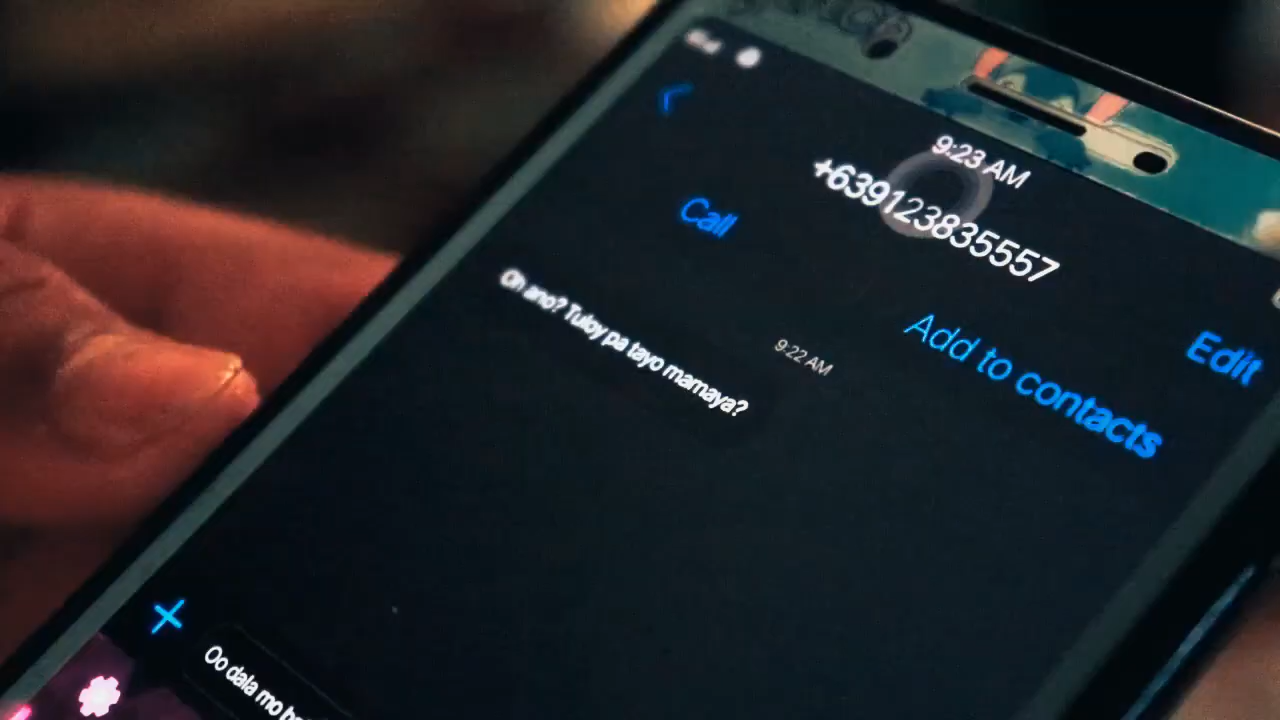 9:23 AM
+639123835557
Call
Add to contacts
Edit
9:22 AM
Oh ano? Tuloy pa tayo mamaya?
Oo dala mo